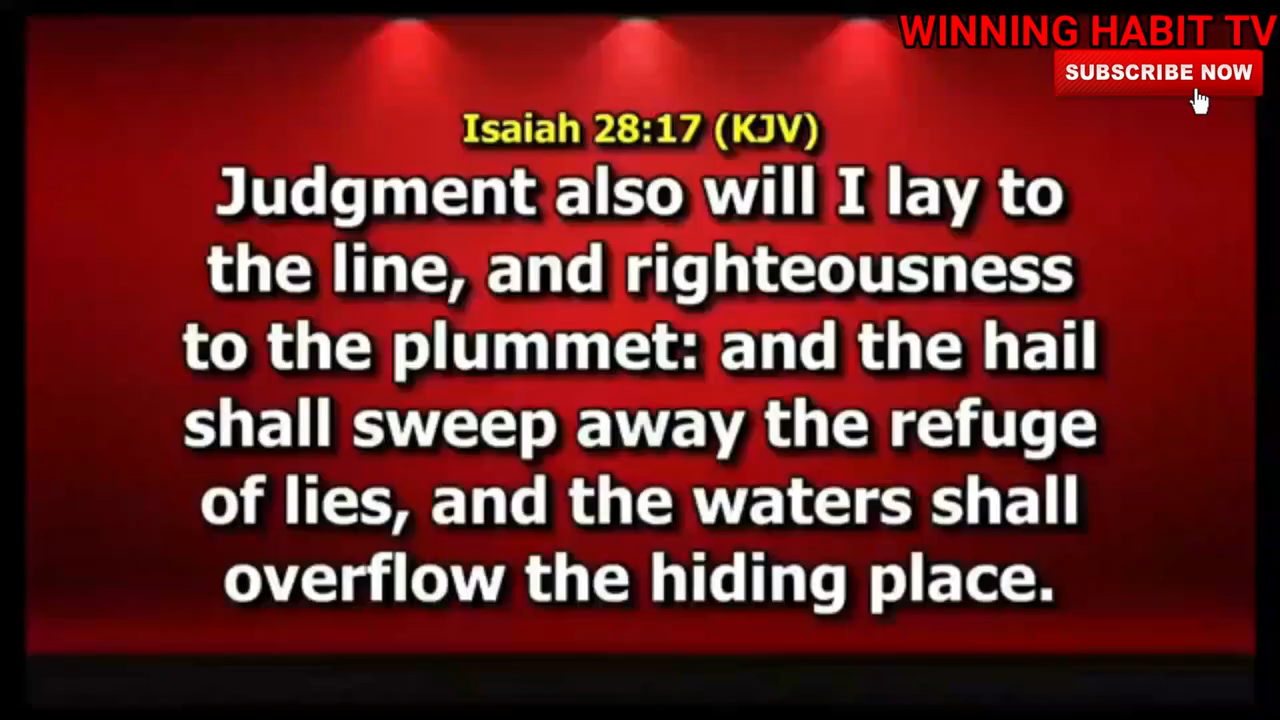 WINNING HABIT TV
SUBSCRIBE NOW
Isaiah 28:17 (KJV)
Judgment also will I lay to
the line, and righteousness
to the plummet: and the hail
shall sweep away the refuge
of lies, and the waters shall
overflow the hiding place.